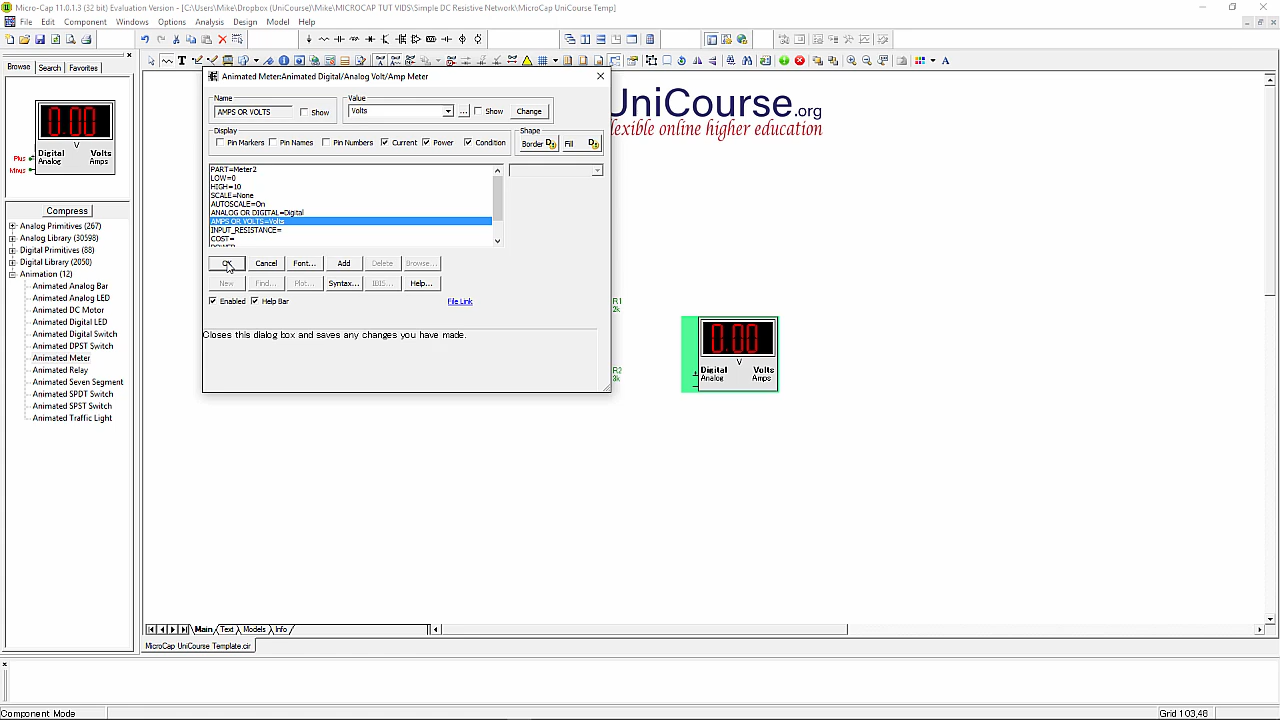 Micro-Cap 11.0.1.3 (32 bit) Evaluation Version - [C:\Users\Mike\Dropbox (UniCourse)\Mike\MICROCAP TUT VIDS\Simple DC Resistive Network\MicroCap UniCourse Temp]
File Edit Component Windows Options Analysis Design Model Help
Browse Search Favorites
0.00
V
Digital Volts
Analog Amps
Plus
Minus
Compress
Analog Primitives (267)
Analog Library (30598)
Digital Primitives (88)
Digital Library (2050)
Animation (12)
Animated Analog Bar
Animated Analog LED
Animated DC Motor
Animated Digital LED
Animated Digital Switch
Animated DPST Switch
Animated Meter
Animated Relay
Animated Seven Segment
Animated SPDT Switch
Animated SPST Switch
Animated Traffic Light
Animated Meter:Animated Digital/Analog Volt/Amp Meter
Name
AMPS OR VOLTS Show
Value
Volts ... Show Change
Display
Pin Markers Pin Names Pin Numbers Current Power Condition
Shape
Border Fill
PART=Meter2
LOW=0
HIGH=10
SCALE=None
AUTOSCALE=On
ANALOG OR DIGITAL=Digital
AMPS OR VOLTS=Volts
INPUT_RESISTANCE=
COST=
OK Cancel Font... Add Delete Browse...
New Find... Plot... Syntax... IBIS... Help...
Enabled Help Bar File Link
Closes this dialog box and saves any changes you have made.
UniCourse.org
lexible online higher education
R1
2k
R2
3k
0.00
V
Digital Volts
Analog Amps
Main Text Models Info
MicroCap UniCourse Template.cir
Component Mode
Grid 103,46